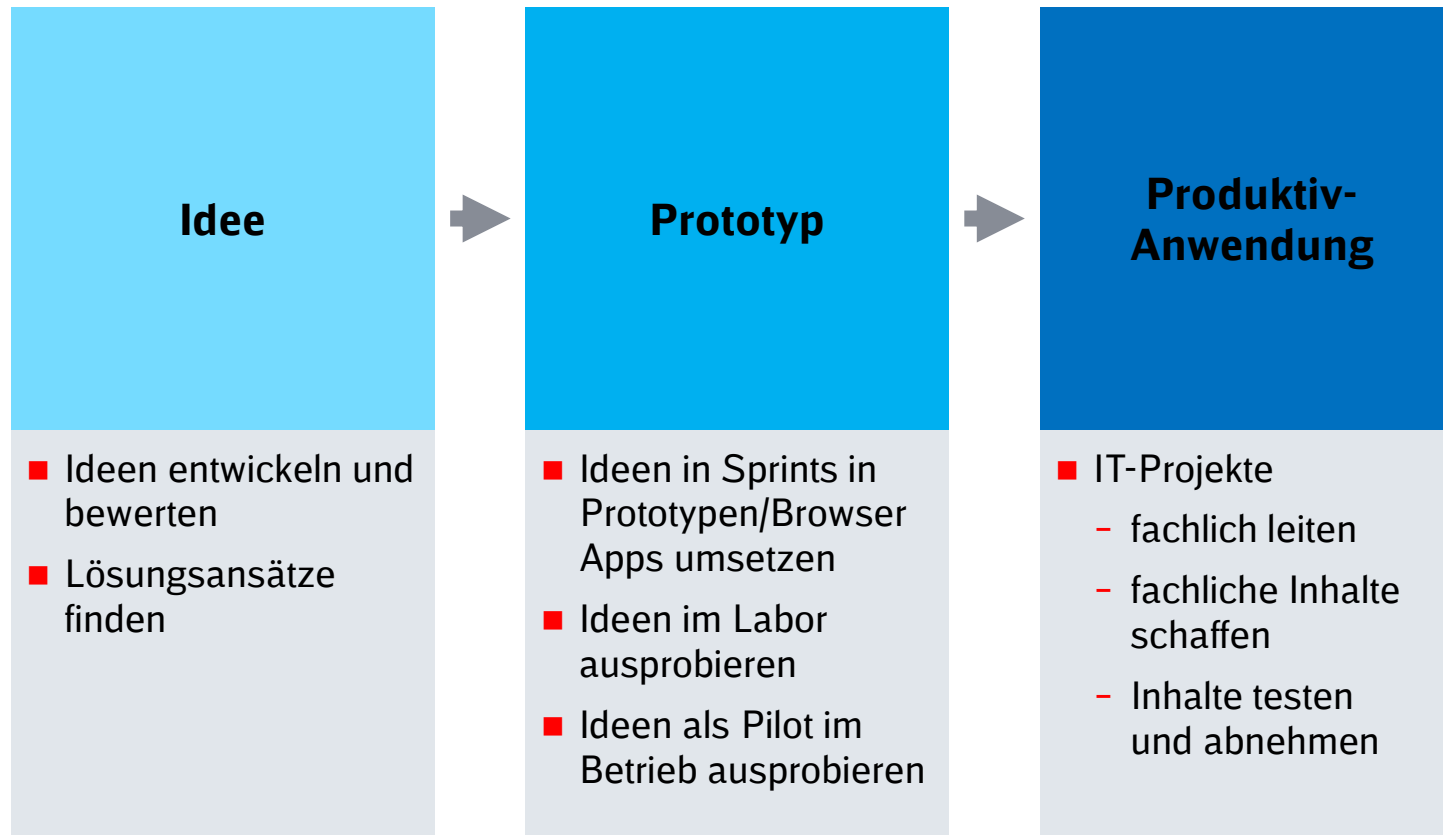 Idee
Ideen entwickeln und
bewerten
Lösungsansätze
finden
Prototyp
Ideen in Sprints in
Prototypen/Browser
Apps umsetzen
Ideen im Labor
ausprobieren
Ideen als Pilot im
Betrieb ausprobieren
Produktiv-
Anwendung
IT-Projekte
– fachlich leiten
– fachliche Inhalte
schaffen
– Inhalte testen
und abnehmen